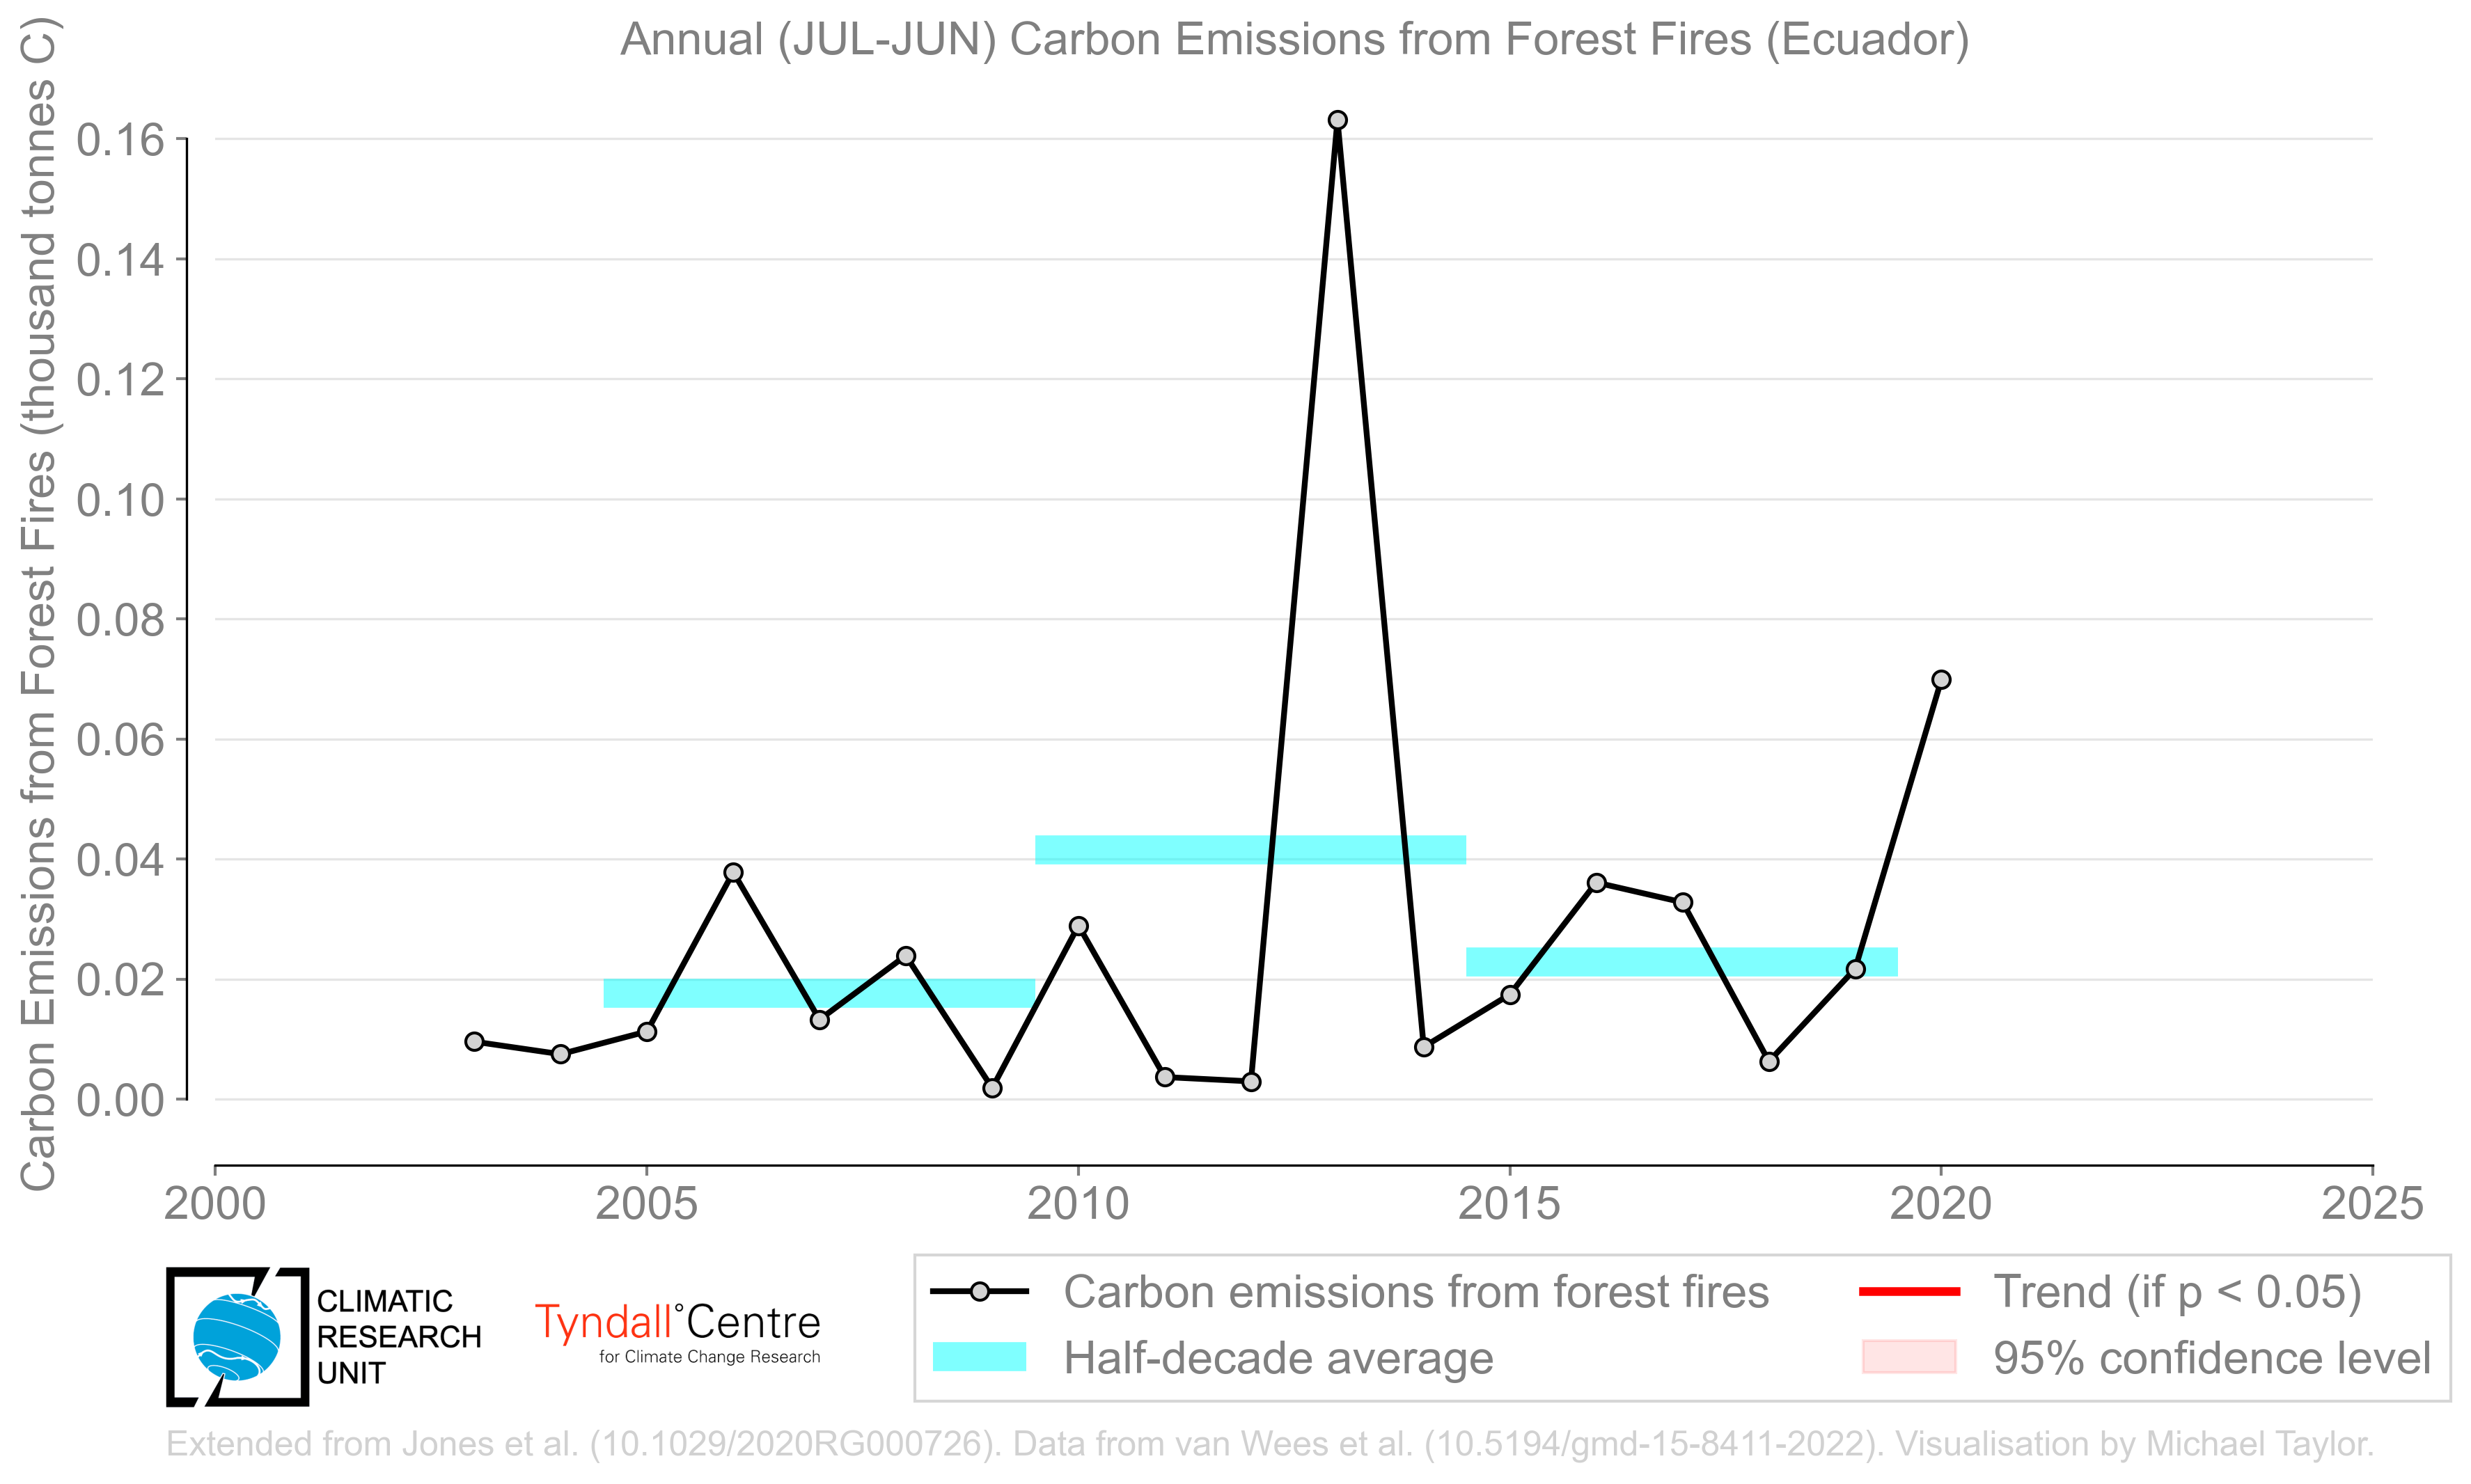 Annual (JUL-JUN) Carbon Emissions from Forest Fires (Ecuador)
Carbon Emissions from Forest Fires (thousand tonnes C)
0.16
0.14
0.12
0.10
0.08
0.06
0.04
0.02
0.00
2000 2005 2010 2015 2020 2025
CLIMATIC
RESEARCH
UNIT
Tyndall°Centre
for Climate Change Research
Carbon emissions from forest fires
Half-decade average
Trend (if p < 0.05)
95% confidence level
Extended from Jones et al. (10.1029/2020RG000726). Data from van Wees et al. (10.5194/gmd-15-8411-2022). Visualisation by Michael Taylor.